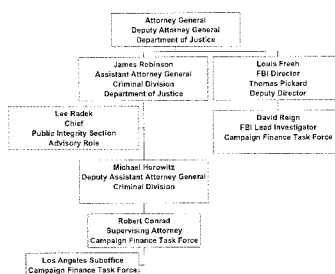 Attorney General
Deputy Attorney General
Department of Justice
James Robinson
Assistant Attorney General
Criminal Division
Department of Justice
Louis Freeh
FBI Director
Thomas Pickard
Deputy Director
Lee Radek
Chief
Public Integrity Section
Advisory Role
David Reign
FBI Lead Investigator
Campaign Finance Task Force
Michael Horowitz
Deputy Assistant Attorney General
Criminal Division
Robert Conrad
Supervising Attorney
Campaign Finance Task Force
Los Angeles Suboffice
Campaign Finance Task Force